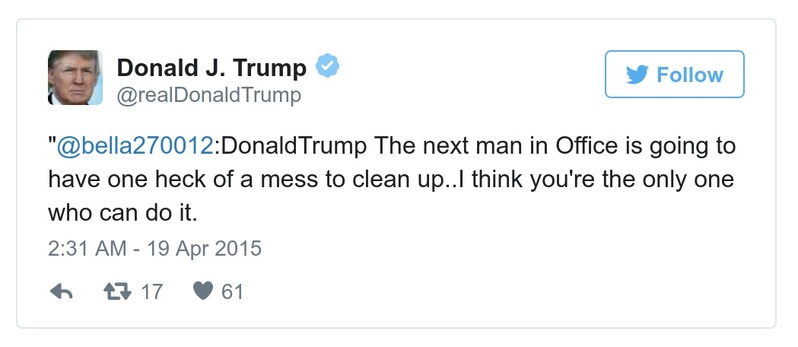 Donald J. Trump
@realDonaldTrump
Follow
"@bella270012:DonaldTrump The next man in Office is going to
have one heck of a mess to clean up..I think you're the only one
who can do it.
2:31 AM - 19 Apr 2015
17 61